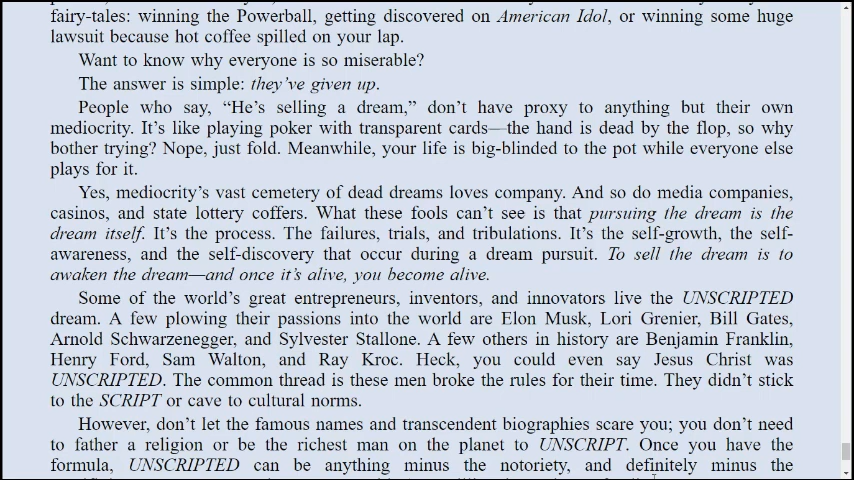 fairy-tales: winning the Powerball, getting discovered on American Idol, or winning some huge
lawsuit because hot coffee spilled on your lap.
Want to know why everyone is so miserable?
The answer is simple: they've given up.
People who say, “He's selling a dream,” don't have proxy to anything but their own
mediocrity. It's like playing poker with transparent cards—the hand is dead by the flop, so why
bother trying? Nope, just fold. Meanwhile, your life is big-blinded to the pot while everyone else
plays for it.
Yes, mediocrity's vast cemetery of dead dreams loves company. And so do media companies,
casinos, and state lottery coffers. What these fools can't see is that pursuing the dream is the
dream itself. It's the process. The failures, trials, and tribulations. It's the self-growth, the self-
awareness, and the self-discovery that occur during a dream pursuit. To sell the dream is to
awaken the dream—and once it's alive, you become alive.
Some of the world's great entrepreneurs, inventors, and innovators live the UNSCRIPTED
dream. A few plowing their passions into the world are Elon Musk, Lori Grenier, Bill Gates,
Arnold Schwarzenegger, and Sylvester Stallone. A few others in history are Benjamin Franklin,
Henry Ford, Sam Walton, and Ray Kroc. Heck, you could even say Jesus Christ was
UNSCRIPTED. The common thread is these men broke the rules for their time. They didn't stick
to the SCRIPT or cave to cultural norms.
However, don't let the famous names and transcendent biographies scare you; you don't need
to father a religion or be the richest man on the planet to UNSCRIPT. Once you have the
formula, UNSCRIPTED can be anything minus the notoriety, and definitely minus the